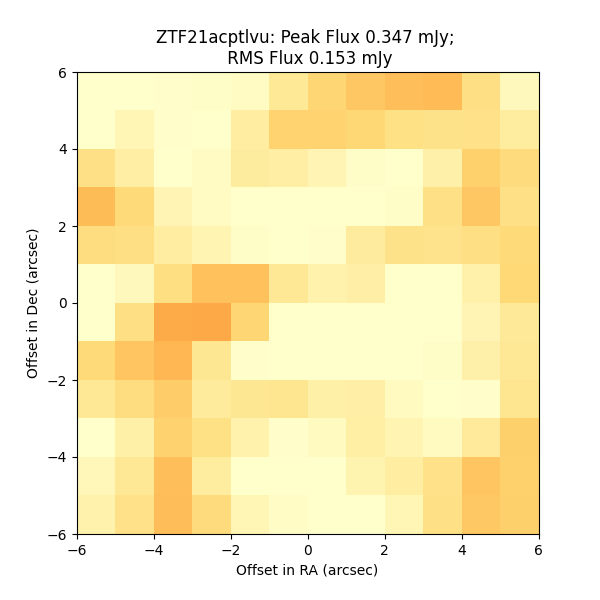 ZTF21acptlvu: Peak Flux 0.347 mJy;
RMS Flux 0.153 mJy
6
4
2
0
−2
−4
−6
Offset in Dec (arcsec)
−6 −4 −2 0 2 4 6
Offset in RA (arcsec)